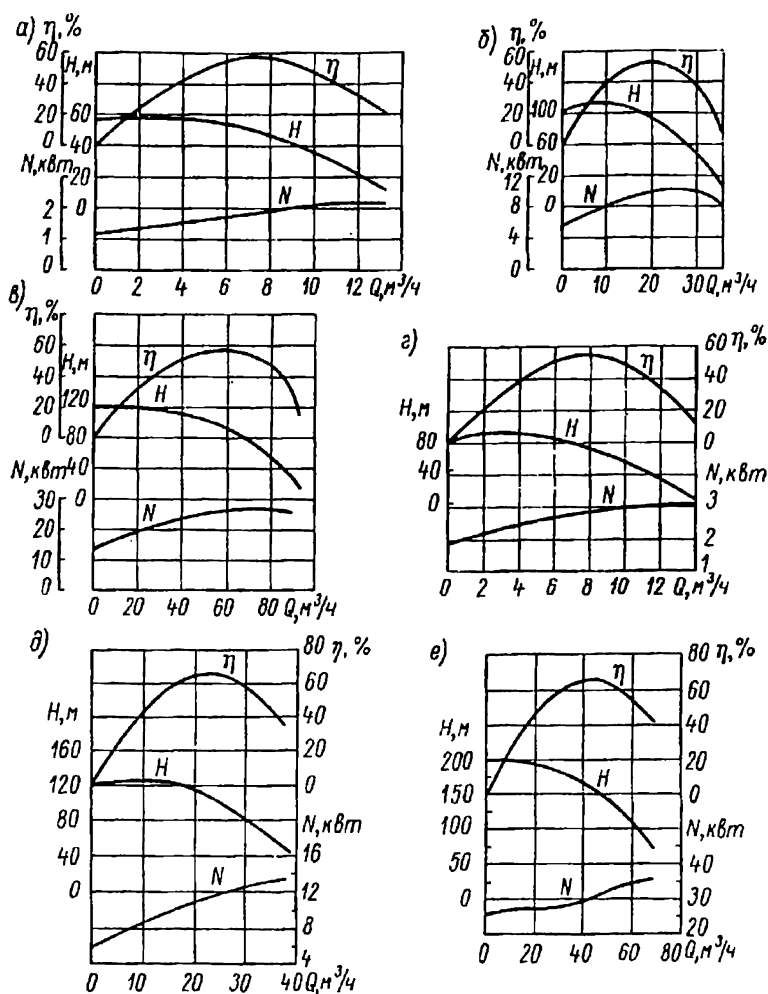 а) η, %
60 H, м
40 η
20 60
0 40 H
N, квт 20
2 0 N
1
0
0 2 4 6 8 10 12 Q, м³/ч
б) η, %
60 H, м
40 H
20 100
0 60
N, квт 20
12
8 0 N
4
0
0 10 20 30 Q, м³/ч
η
в) η, %
60 H, м η
40 120 H
20 80
0
N, квт 40
30 0 N
20
10
0
0 20 40 60 80 Q, м³/ч
г) 60 η, %
η 40
H, м 20
80 H 0
40 N, квт
0 N 3
2
1
0 2 4 6 8 10 12 Q, м³/ч
д) 80 η, %
η 60
H, м 40
160 20
120 H 0
80 N, квт
40 16
0 N 12
8
4
0 10 20 30 40 Q, м³/ч
е) 80 η, %
η 60
H, м 40
200 20
150 H 0
100 N, квт
50 40
0 N 30
20
0 20 40 60 80 Q, м³/ч